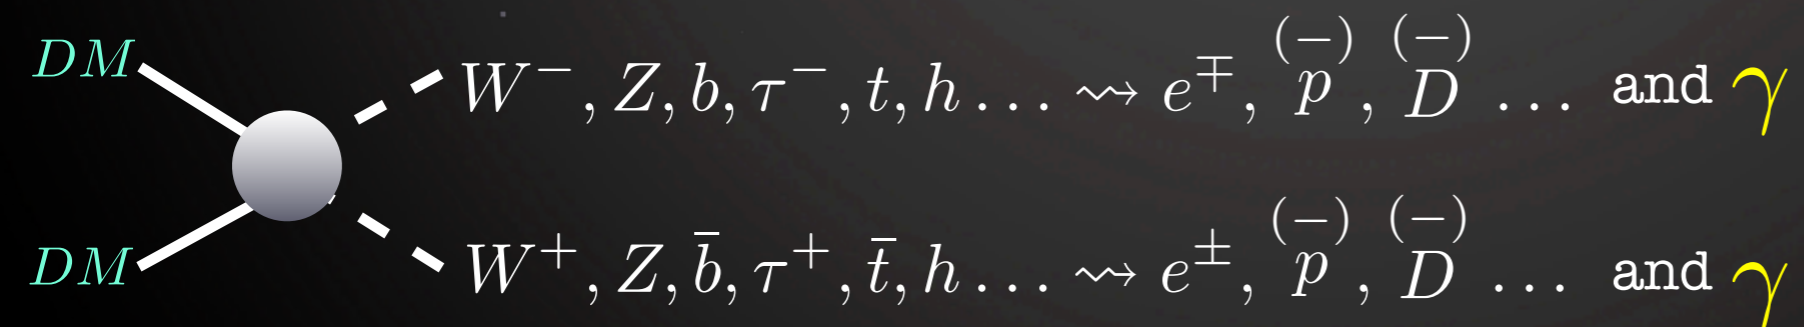 DM W⁻, Z, b, τ⁻, t, h ... ⇝ e^∓, p^(−), D^(−) ... and γ
DM W⁺, Z, b̄, τ⁺, t̄, h ... ⇝ e^±, p^(−), D^(−) ... and γ